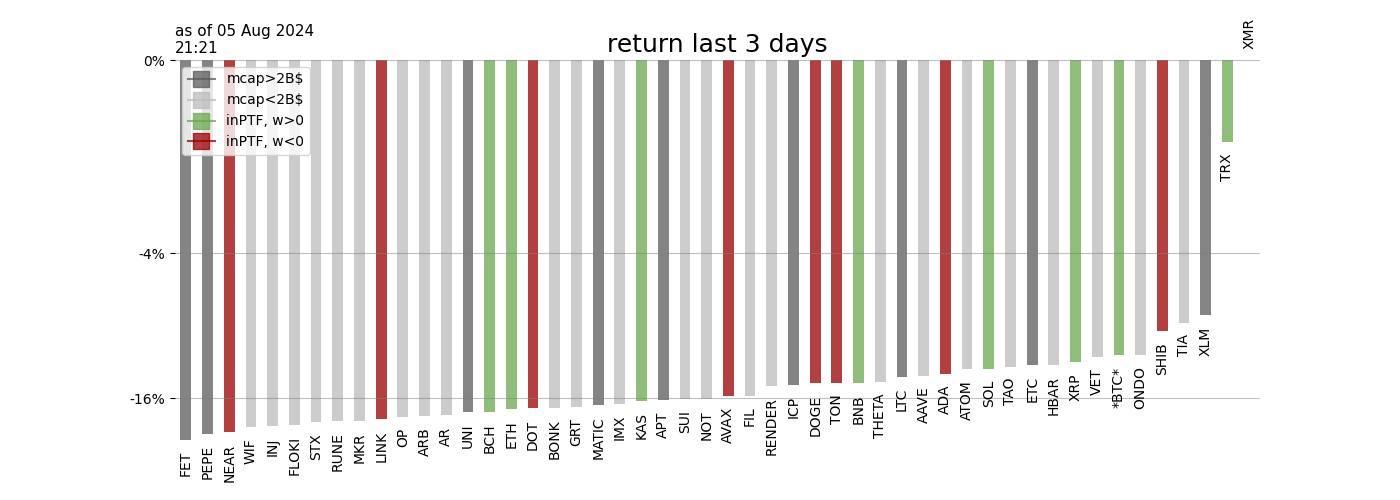 as of 05 Aug 2024
21:21
return last 3 days
XMR
0%
-4%
-16%
mcap>2B$
mcap<2B$
inPTF, w>0
inPTF, w<0
FET
PEPE
NEAR
WIF
INJ
FLOKI
STX
RUNE
MKR
LINK
OP
ARB
AR
UNI
BCH
ETH
DOT
BONK
GRT
MATIC
IMX
KAS
APT
SUI
NOT
AVAX
FIL
RENDER
ICP
DOGE
TON
BNB
THETA
LTC
AAVE
ADA
ATOM
SOL
TAO
ETC
HBAR
XRP
VET
*BTC*
ONDO
SHIB
TIA
XLM
TRX